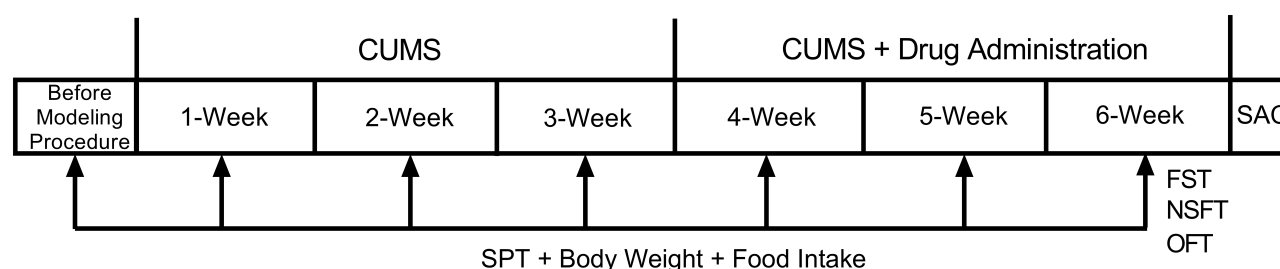 CUMS
CUMS + Drug Administration
Before
Modeling
Procedure
1-Week
2-Week
3-Week
4-Week
5-Week
6-Week
FST
NSFT
OFT
SPT + Body Weight + Food Intake